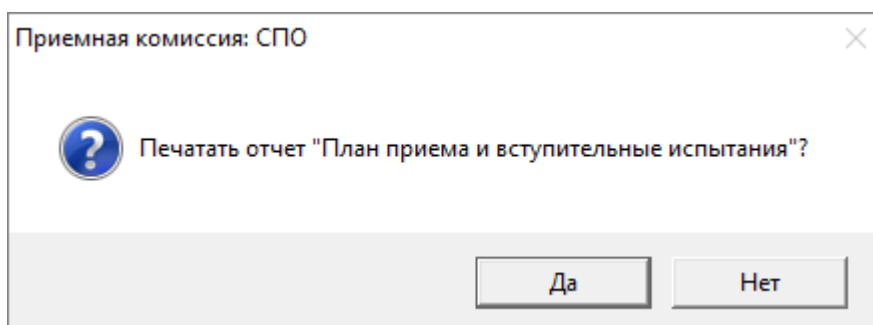 Приемная комиссия: СПО
Печатать отчет "План приема и вступительные испытания"?
Да
Нет